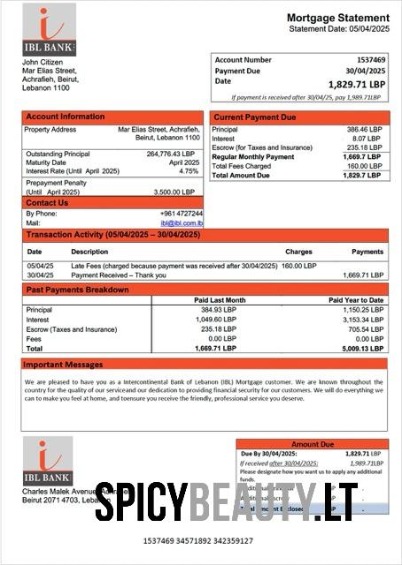 Mortgage Statement
Statement Date: 05/04/2025
IBL BANK
John Citizen
Mar Elias Street,
Achrafieh, Beirut,
Lebanon 1100
Account Number 1537469
Payment Due 30/04/2025
Date 1,829.71 LBP
If payment is received after 30/04/25, pay 1,989.71LBP
Account Information
Property Address Mar Elias Street, Achrafieh,
Beirut, Lebanon 1100
Outstanding Principal 264,776.43 LBP
Maturity Date April 2025
Interest Rate (Until April 2025) 4.75%
Prepayment Penalty
(Until April 2025) 3,500.00 LBP
Contact Us
By Phone: +961 4727244
Mail: ibl@ibl.com.lb
Current Payment Due
Principal 386.46 LBP
Interest 8.07 LBP
Escrow (for Taxes and Insurance) 235.18 LBP
Regular Monthly Payment 1,669.7 LBP
Total Fees Charged 160.00 LBP
Total Amount Due 1,829.7 LBP
Transaction Activity (05/04/2025 – 30/04/2025)
Date Description Charges Payments
05/04/25 Late Fees (charged because payment was received after 30/04/2025) 160.00 LBP
30/04/25 Payment Received – Thank you 1,669.71 LBP
Past Payments Breakdown
Paid Last Month Paid Year to Date
Principal 384.93 LBP 1,150.25 LBP
Interest 1,049.60 LBP 3,153.34 LBP
Escrow (Taxes and Insurance) 235.18 LBP 705.54 LBP
Fees 0.00 LBP 0.00 LBP
Total 1,669.71 LBP 5,009.13 LBP
Important Messages
We are pleased to have you as a Intercontinental Bank of Lebanon (IBL) Mortgage customer. We are known throughout
the country for the quality of our serviceand our dedication to providing financial security for our customers. We will do everything we
can to make you feel at home, and toensure you receive the friendly, professional service you deserve.
IBL BANK
Charles Malek Avenue,
Beirut 2071 4703,
Amount Due
Due By 30/04/2025: 1,829.71 LBP
If received after 30/04/2025: 1,989.71LBP
Please designate how you want us to apply any additional
funds.
SPICYBEAUTY.LT
1537469 34571892 342359127